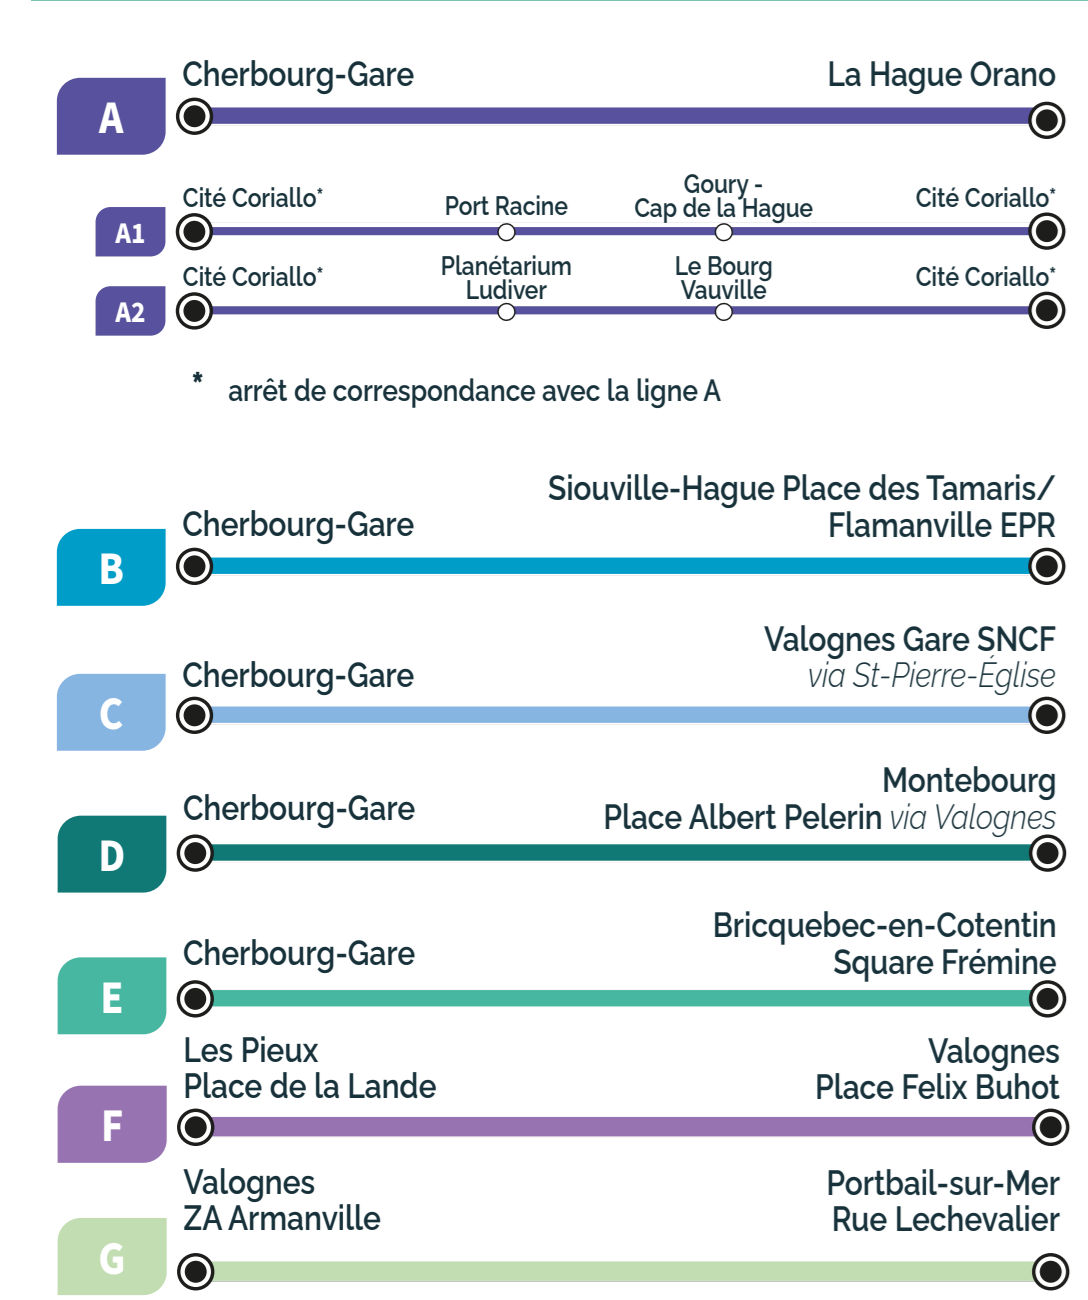 Cherbourg-Gare
La Hague Orano
A
Cité Coriallo*
Port Racine
Goury -
Cap de la Hague
Cité Coriallo*
A1
Cité Coriallo*
Planétarium
Ludiver
Le Bourg
Vauville
Cité Coriallo*
A2
* arrêt de correspondance avec la ligne A
Cherbourg-Gare
Siouville-Hague Place des Tamaris/
Flamanville EPR
B
Cherbourg-Gare
Valognes Gare SNCF
via St-Pierre-Église
C
Cherbourg-Gare
Montebourg
Place Albert Pelerin via Valognes
D
Cherbourg-Gare
Bricquebec-en-Cotentin
Square Frémine
E
Les Pieux
Place de la Lande
Valognes
Place Felix Buhot
F
Valognes
ZA Armanville
Portbail-sur-Mer
Rue Lechevalier
G